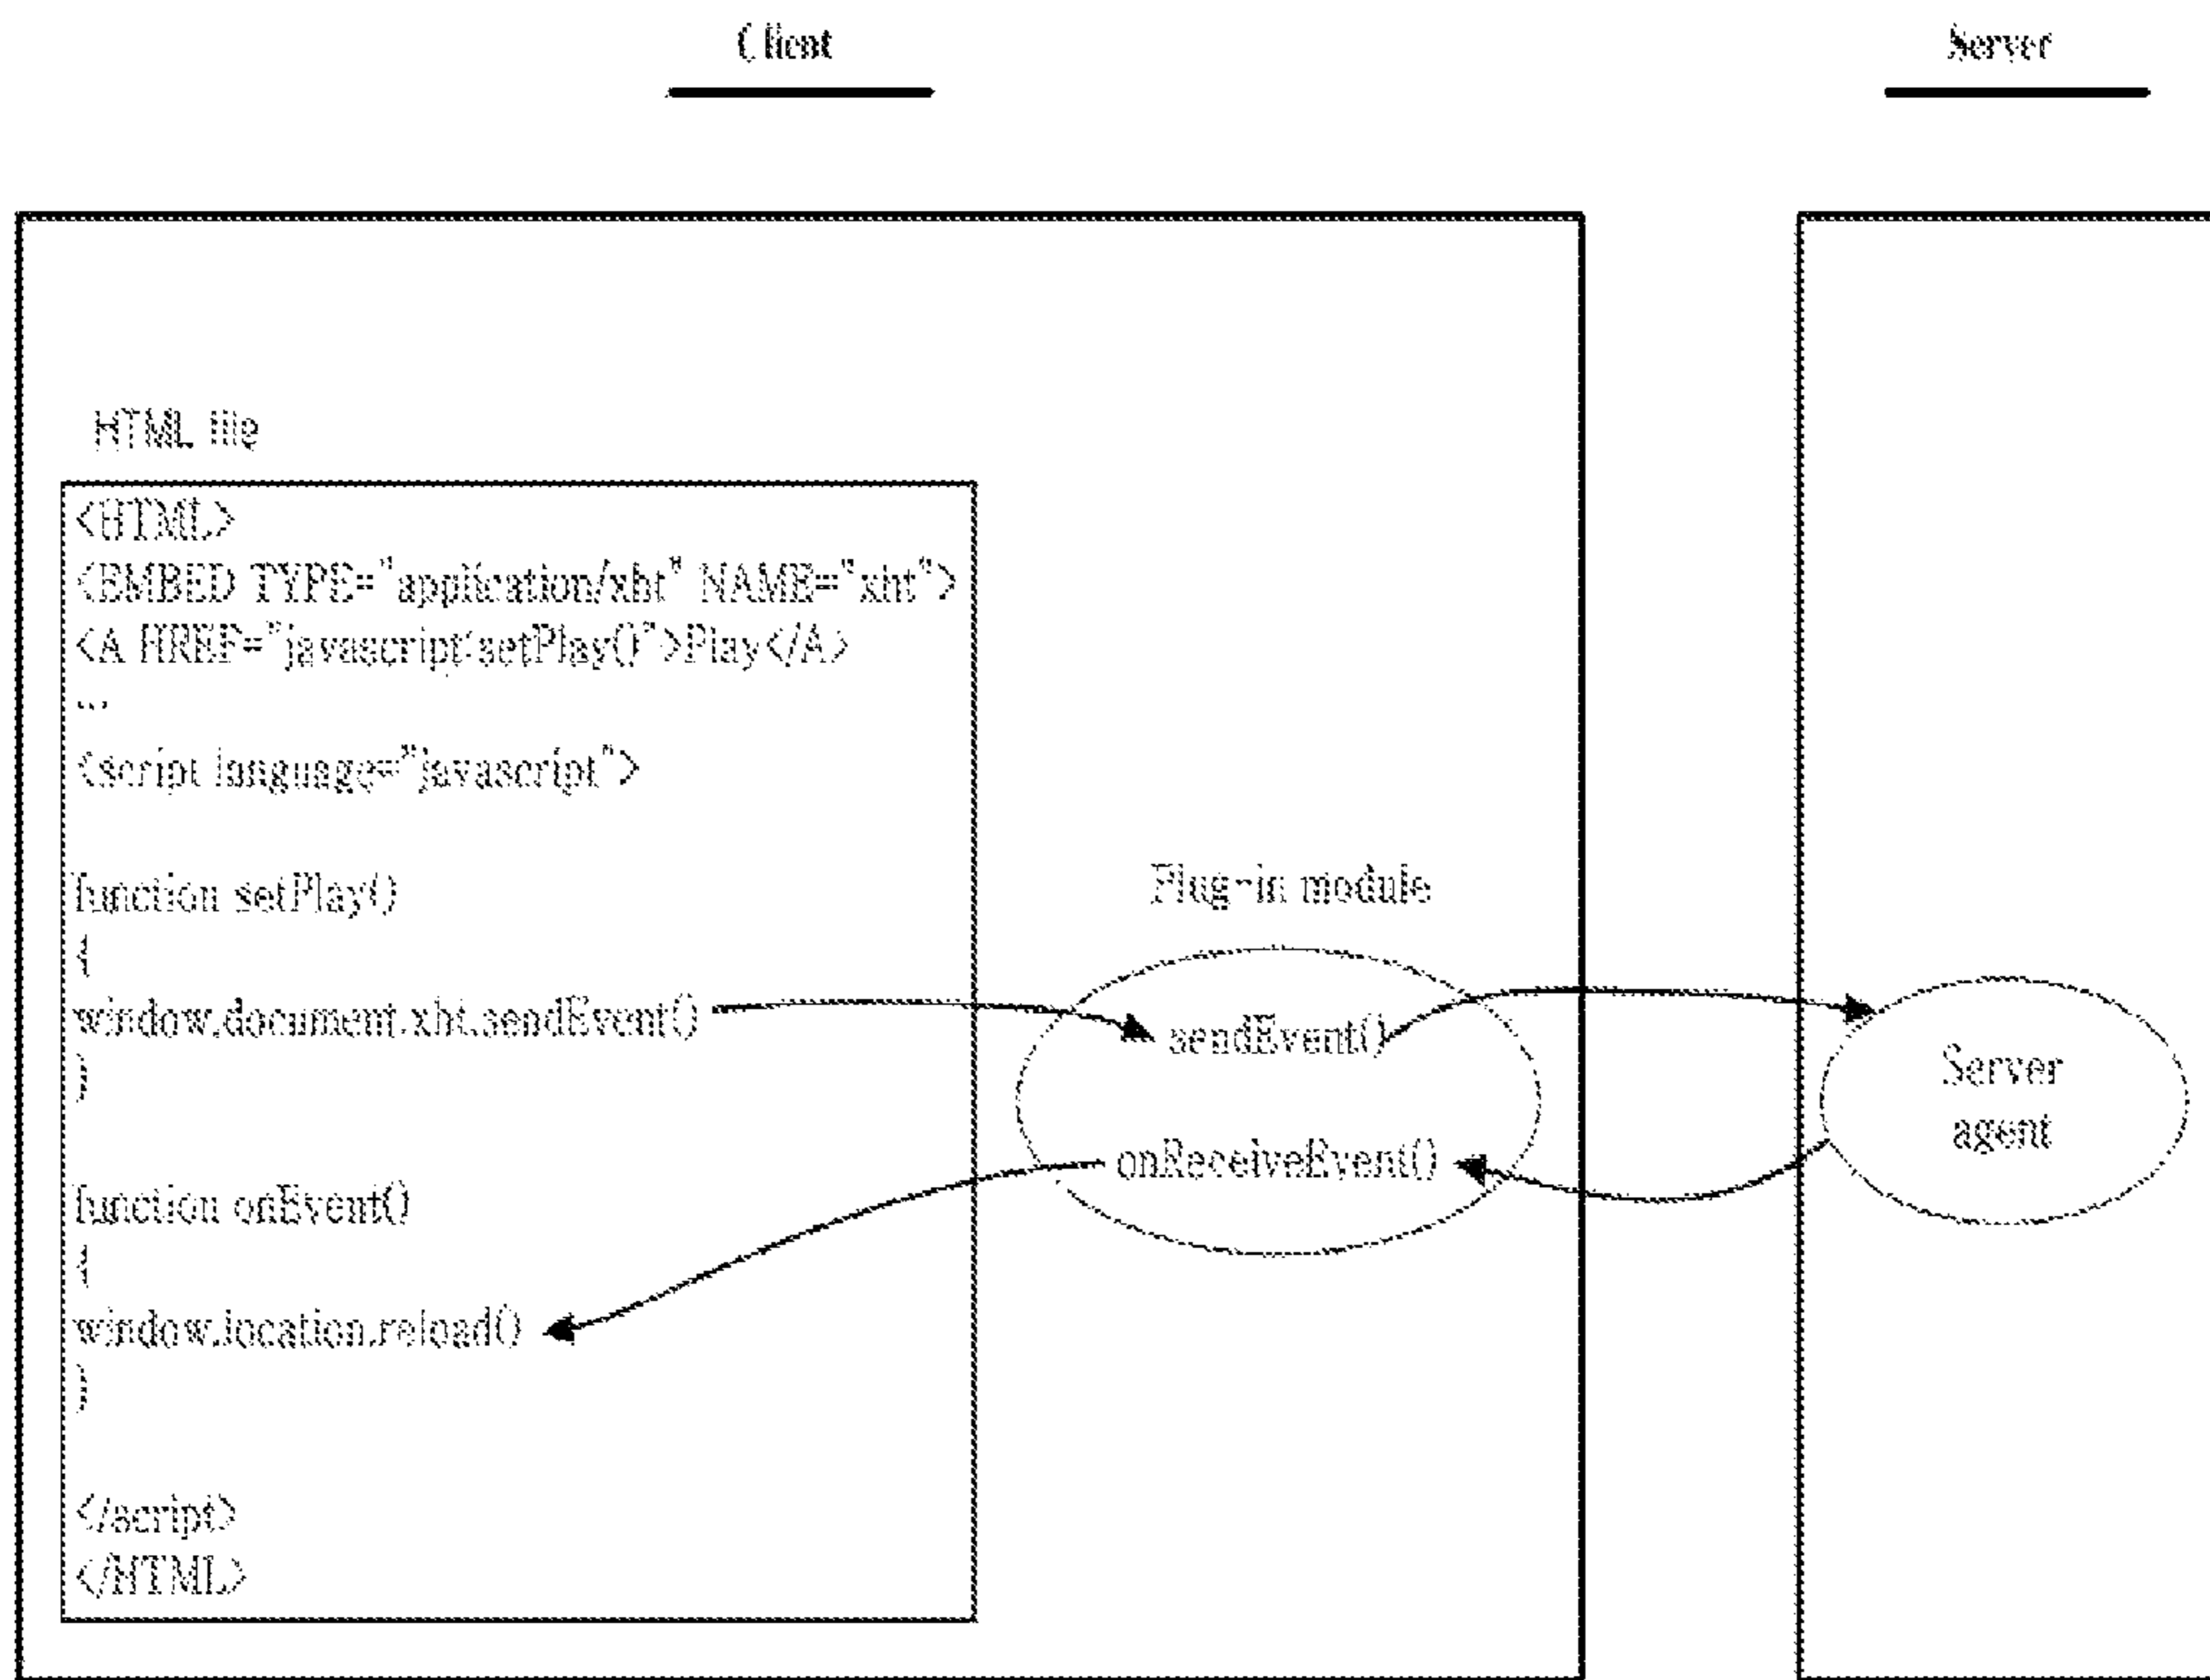 Client
Server
HTML file
<HTML>
<EMBED TYPE="application/xht" NAME="xht">
<A HREF="javascript:setPlay()">Play</A>
...
<script language="javascript">
function setPlay()
{
window.document.xht.sendEvent()
}
function onEvent()
{
window.location.reload()
}
</script>
</HTML>
Plug-in module
sendEvent()
onReceiveEvent()
Server
agent